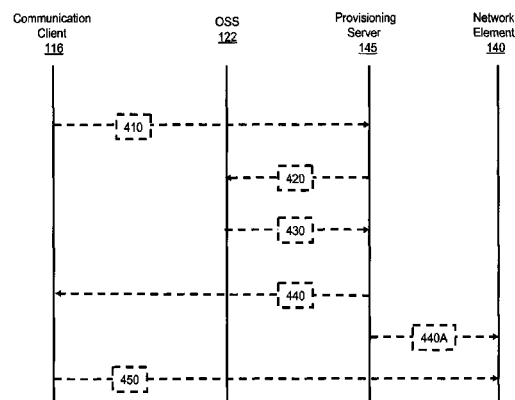 Communication
Client
116
OSS
122
Provisioning
Server
145
Network
Element
140
410
420
430
440
440A
450